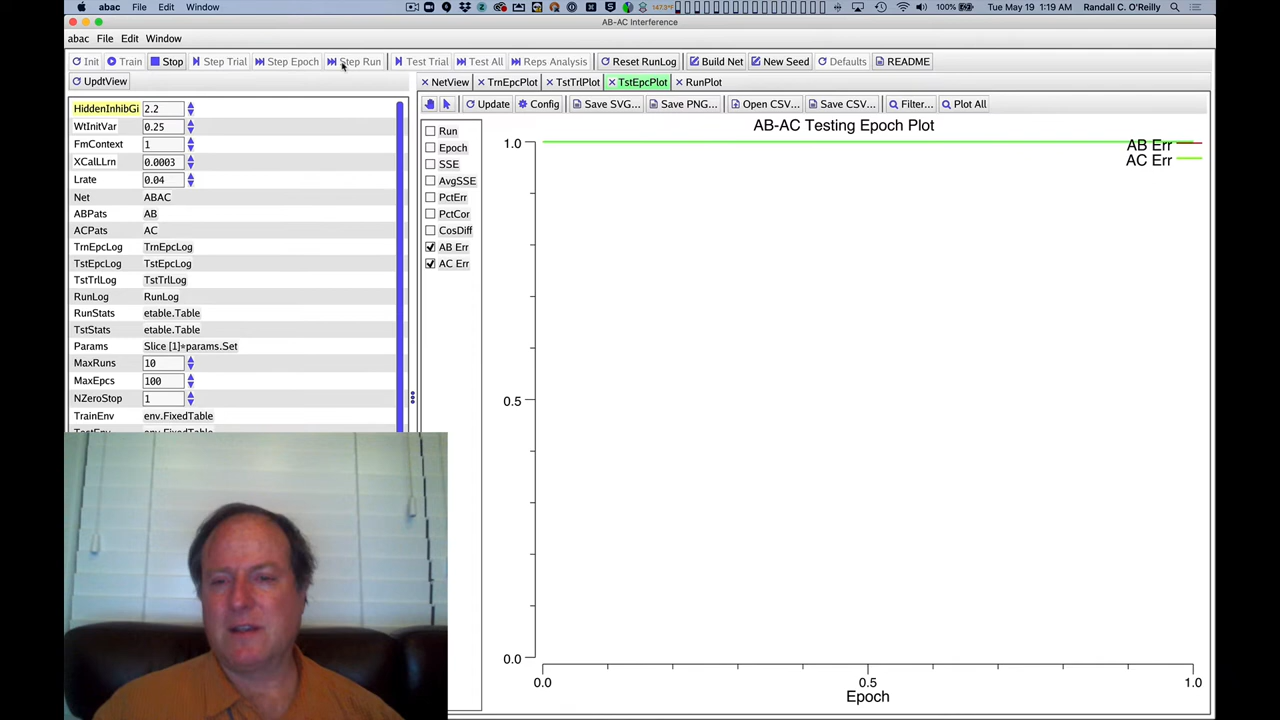 abac File Edit Window 147.3°F 100% Tue May 19 1:19 AM Randall C. O'Reilly
AB-AC Interference
abac File Edit Window
Init Train Stop Step Trial Step Epoch Step Run Test Trial Test All Reps Analysis Reset RunLog Build Net New Seed Defaults README
UpdtView NetView TrnEpcPlot TstTrlPlot TstEpcPlot RunPlot
Update Config Save SVG... Save PNG... Open CSV... Save CSV... Filter... Plot All
HiddenInhibGi 2.2
WtInitVar 0.25
FmContext 1
XCalLLrn 0.0003
Lrate 0.04
Net ABAC
ABPats AB
ACPats AC
TrnEpcLog TrnEpcLog
TstEpcLog TstEpcLog
TstTrlLog TstTrlLog
RunLog RunLog
RunStats etable.Table
TstStats etable.Table
Params Slice [1]*params.Set
MaxRuns 10
MaxEpcs 100
NZeroStop 1
TrainEnv env.FixedTable
TestEnv env.FixedTable
Run
Epoch
SSE
AvgSSE
PctErr
PctCor
CosDiff
AB Err
AC Err
AB-AC Testing Epoch Plot
AB Err
AC Err
1.0
0.5
0.0
0.0 0.5 1.0
Epoch